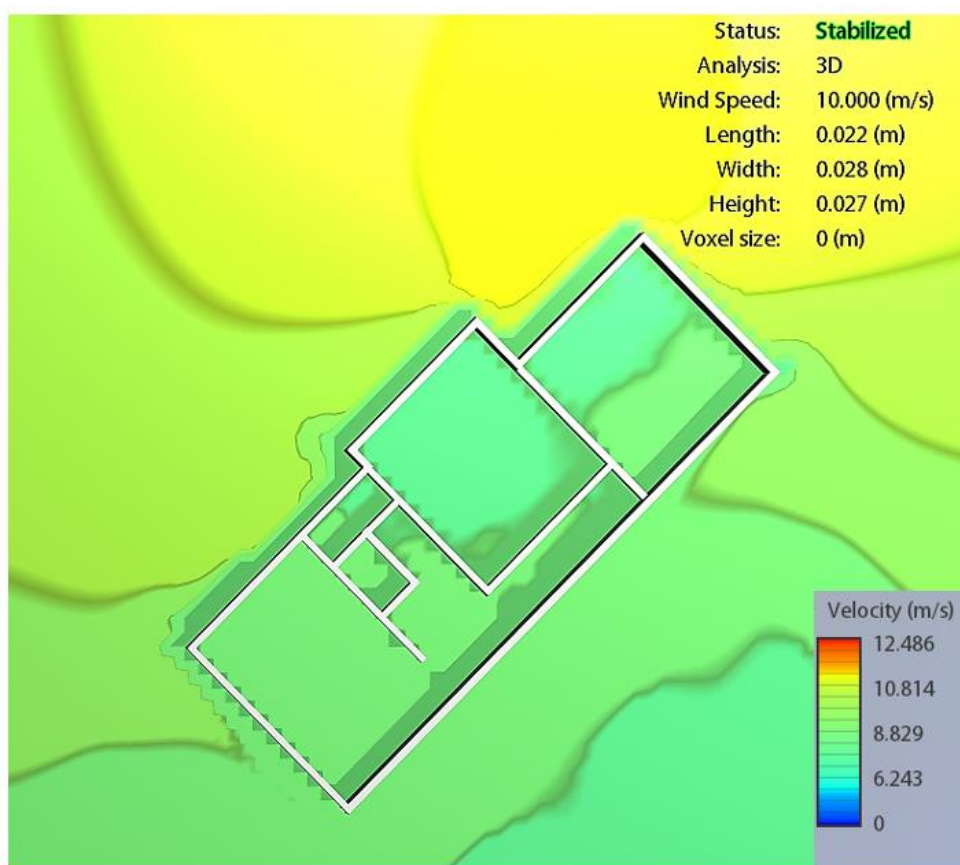 Status: Stabilized
Analysis: 3D
Wind Speed: 10.000 (m/s)
Length: 0.022 (m)
Width: 0.028 (m)
Height: 0.027 (m)
Voxel size: 0 (m)
Velocity (m/s)
12.486
10.814
8.829
6.243
0